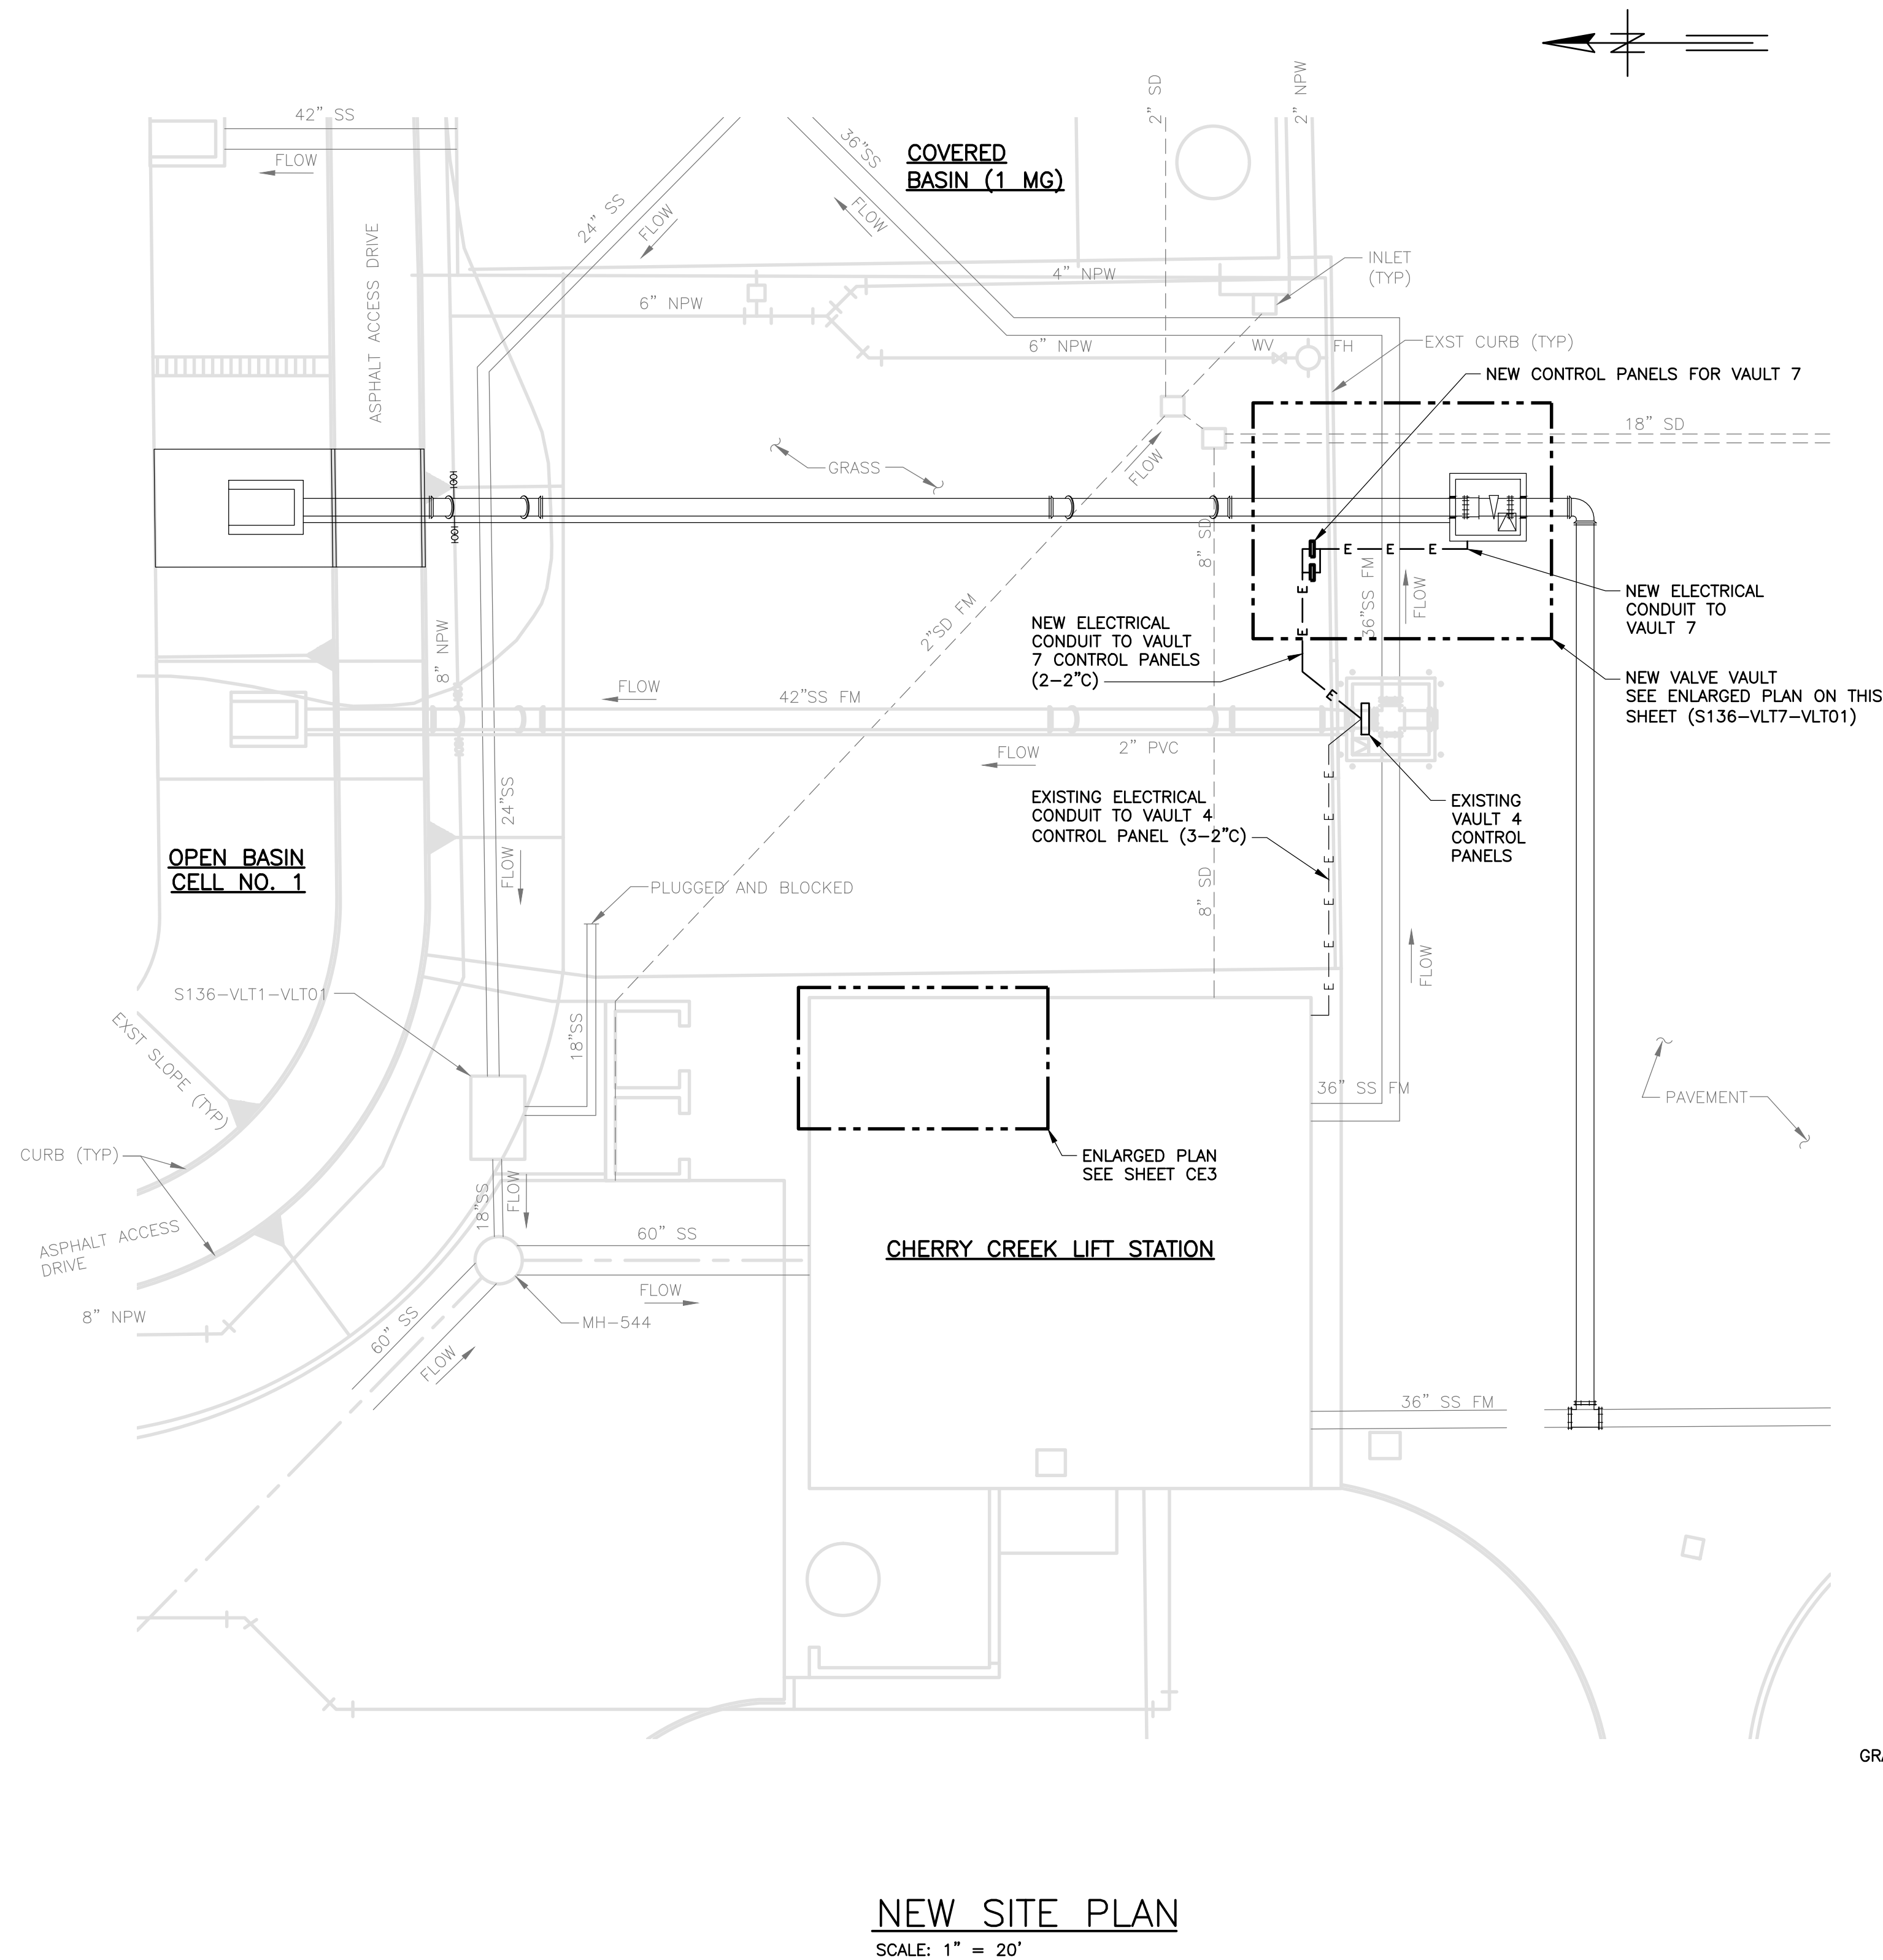 42" SS
FLOW
2" SD
2" NPW
36"SS
COVERED
BASIN (1 MG)
24" SS
FLOW
FLOW
ASPHALT ACCESS DRIVE
INLET
(TYP)
4" NPW
6" NPW
6" NPW
WV
FH
EXST CURB (TYP)
NEW CONTROL PANELS FOR VAULT 7
18" SD
GRASS
FLOW
8" SD
E
E
E
E
E
E
36"SS FM
FLOW
NEW ELECTRICAL
CONDUIT TO
VAULT 7
2"SD FM
NEW ELECTRICAL
CONDUIT TO VAULT
7 CONTROL PANELS
(2-2"C)
8" NPW
NEW VALVE VAULT
SEE ENLARGED PLAN ON THIS
SHEET (S136-VLT7-VLT01)
FLOW
42"SS FM
FLOW
2" PVC
24"SS
EXISTING ELECTRICAL
CONDUIT TO VAULT 4
CONTROL PANEL (3-2"C)
E
E
E
E
E
E
EXISTING
VAULT 4
CONTROL
PANELS
OPEN BASIN
CELL NO. 1
FLOW
PLUGGED AND BLOCKED
8" SD
FLOW
S136-VLT1-VLT01
EXST SLOPE (TYP)
18"SS
36" SS FM
PAVEMENT
CURB (TYP)
ENLARGED PLAN
SEE SHEET CE3
18"SS
FLOW
ASPHALT ACCESS
DRIVE
60" SS
CHERRY CREEK LIFT STATION
FLOW
8" NPW
60" SS
FLOW
MH-544
36" SS FM
GRA
NEW SITE PLAN
SCALE: 1" = 20'